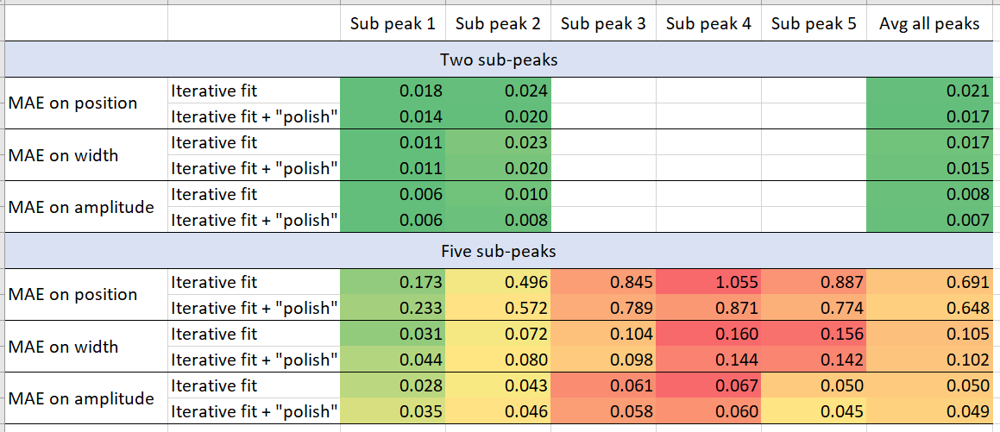 Sub peak 1 Sub peak 2 Sub peak 3 Sub peak 4 Sub peak 5 Avg all peaks
Two sub-peaks
MAE on position Iterative fit 0.018 0.024 0.021
Iterative fit + "polish" 0.014 0.020 0.017
MAE on width Iterative fit 0.011 0.023 0.017
Iterative fit + "polish" 0.011 0.020 0.015
MAE on amplitude Iterative fit 0.006 0.010 0.008
Iterative fit + "polish" 0.006 0.008 0.007
Five sub-peaks
MAE on position Iterative fit 0.173 0.496 0.845 1.055 0.887 0.691
Iterative fit + "polish" 0.233 0.572 0.789 0.871 0.774 0.648
MAE on width Iterative fit 0.031 0.072 0.104 0.160 0.156 0.105
Iterative fit + "polish" 0.044 0.080 0.098 0.144 0.142 0.102
MAE on amplitude Iterative fit 0.028 0.043 0.061 0.067 0.050 0.050
Iterative fit + "polish" 0.035 0.046 0.058 0.060 0.045 0.049